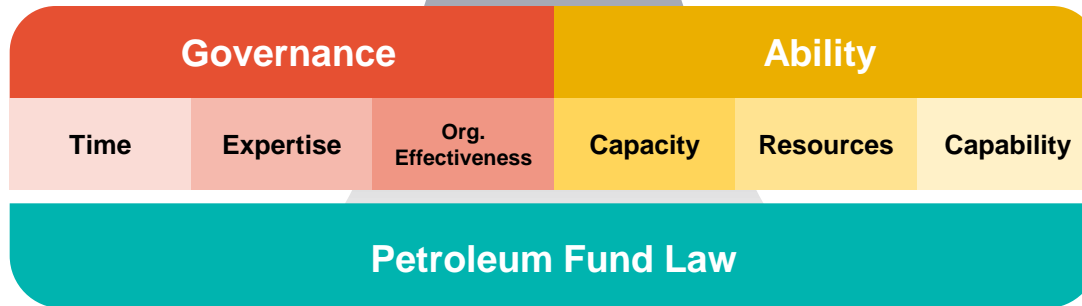 Governance
Ability
Time
Expertise
Org.
Effectiveness
Capacity
Resources
Capability
Petroleum Fund Law